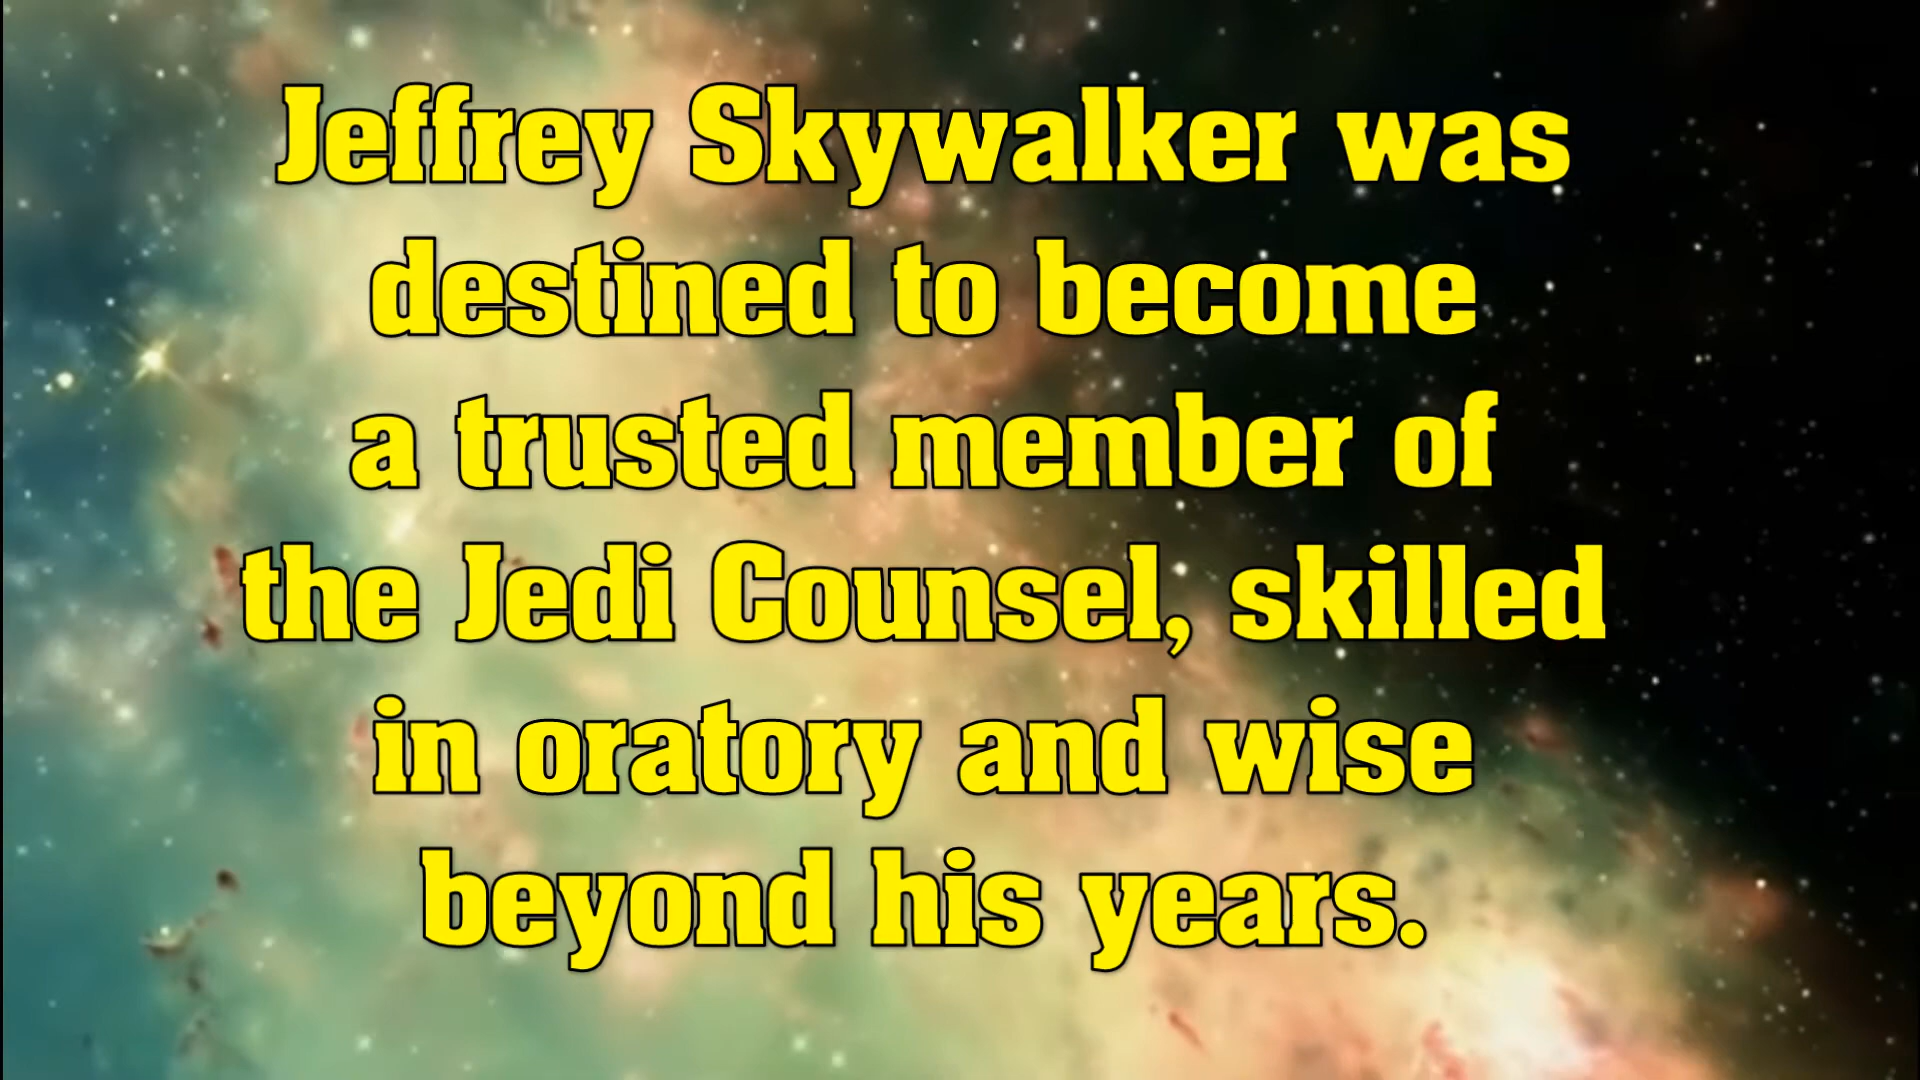 Jeffrey Skywalker was
destined to become
a trusted member of
the Jedi Counsel, skilled
in oratory and wise
beyond his years.